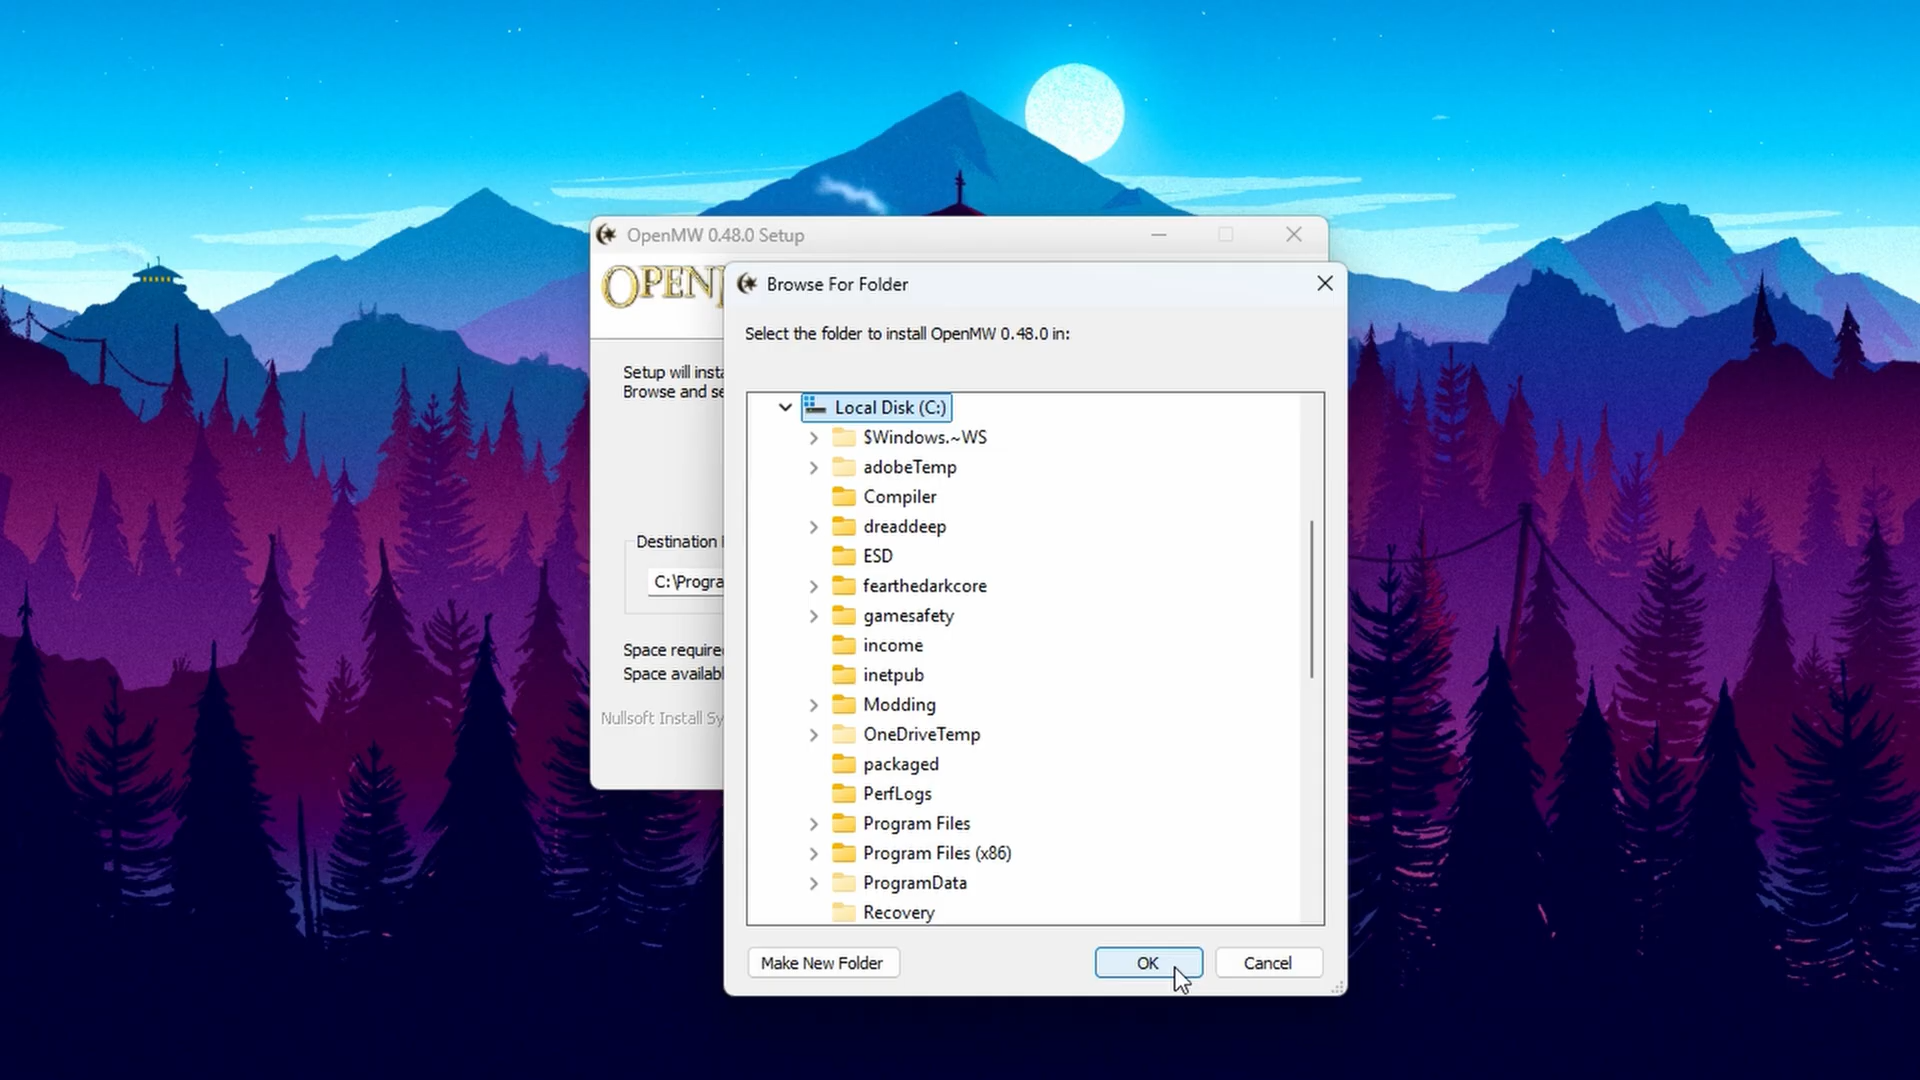 OpenMW 0.48.0 Setup
OPEN
Browse For Folder
Select the folder to install OpenMW 0.48.0 in:
Setup will insta
Browse and se
Destination
C:\Progra
Space require
Space availabl
Nullsoft Install Sy
Local Disk (C:)
$Windows.~WS
adobeTemp
Compiler
dreaddeep
ESD
fearthedarkcore
gamesafety
income
inetpub
Modding
OneDriveTemp
packaged
PerfLogs
Program Files
Program Files (x86)
ProgramData
Recovery
Make New Folder
OK
Cancel